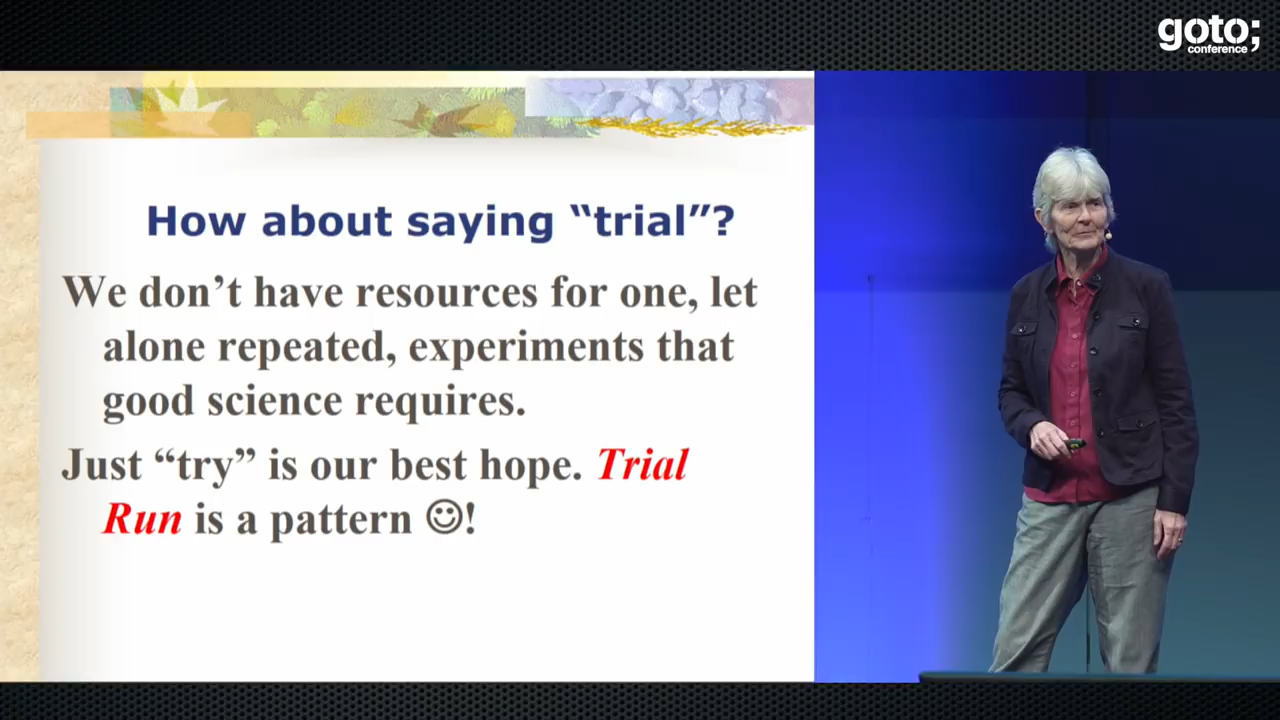 goto;
conference
How about saying “trial”?
We don’t have resources for one, let
alone repeated, experiments that
good science requires.
Just “try” is our best hope. Trial
Run is a pattern ☺!